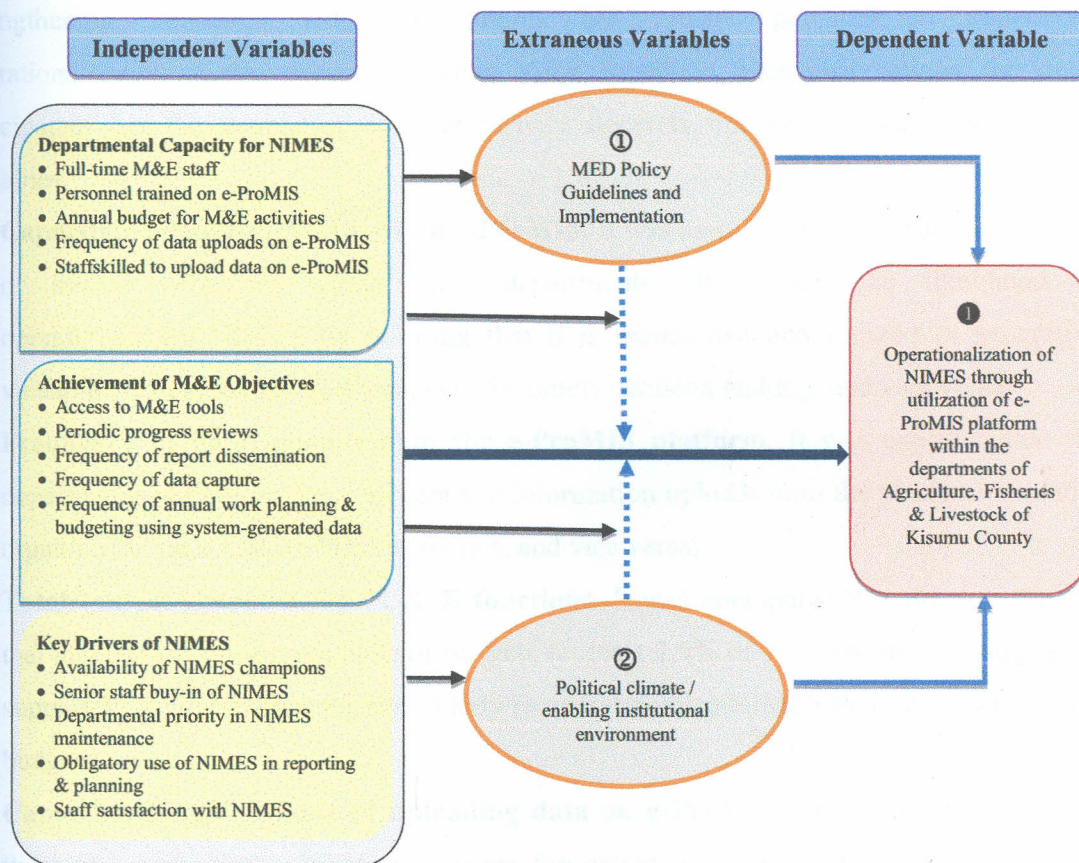 Independent Variables
Extraneous Variables
Dependent Variable
Departmental Capacity for NIMES
• Full-time M&E staff
• Personnel trained on e-ProMIS
• Annual budget for M&E activities
• Frequency of data uploads on e-ProMIS
• Staffskilled to upload data on e-ProMIS
Achievement of M&E Objectives
• Access to M&E tools
• Periodic progress reviews
• Frequency of report dissemination
• Frequency of data capture
• Frequency of annual work planning &
budgeting using system-generated data
Key Drivers of NIMES
• Availability of NIMES champions
• Senior staff buy-in of NIMES
• Departmental priority in NIMES
maintenance
• Obligatory use of NIMES in reporting
& planning
• Staff satisfaction with NIMES
①
MED Policy
Guidelines and
Implementation
②
Political climate /
enabling institutional
environment
❶
Operationalization of
NIMES through
utilization of e-
ProMIS platform
within the
departments of
Agriculture, Fisheries
& Livestock of
Kisumu County